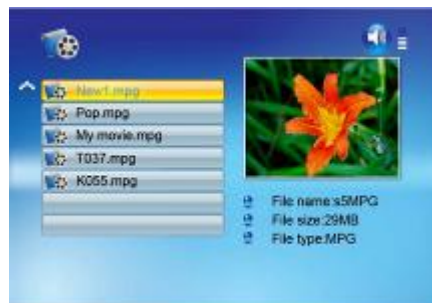 New1.mpg
Pop.mpg
My movie.mpg
T037.mpg
K055.mpg
File name:s5MPG
File size:29MB
File type:MPG